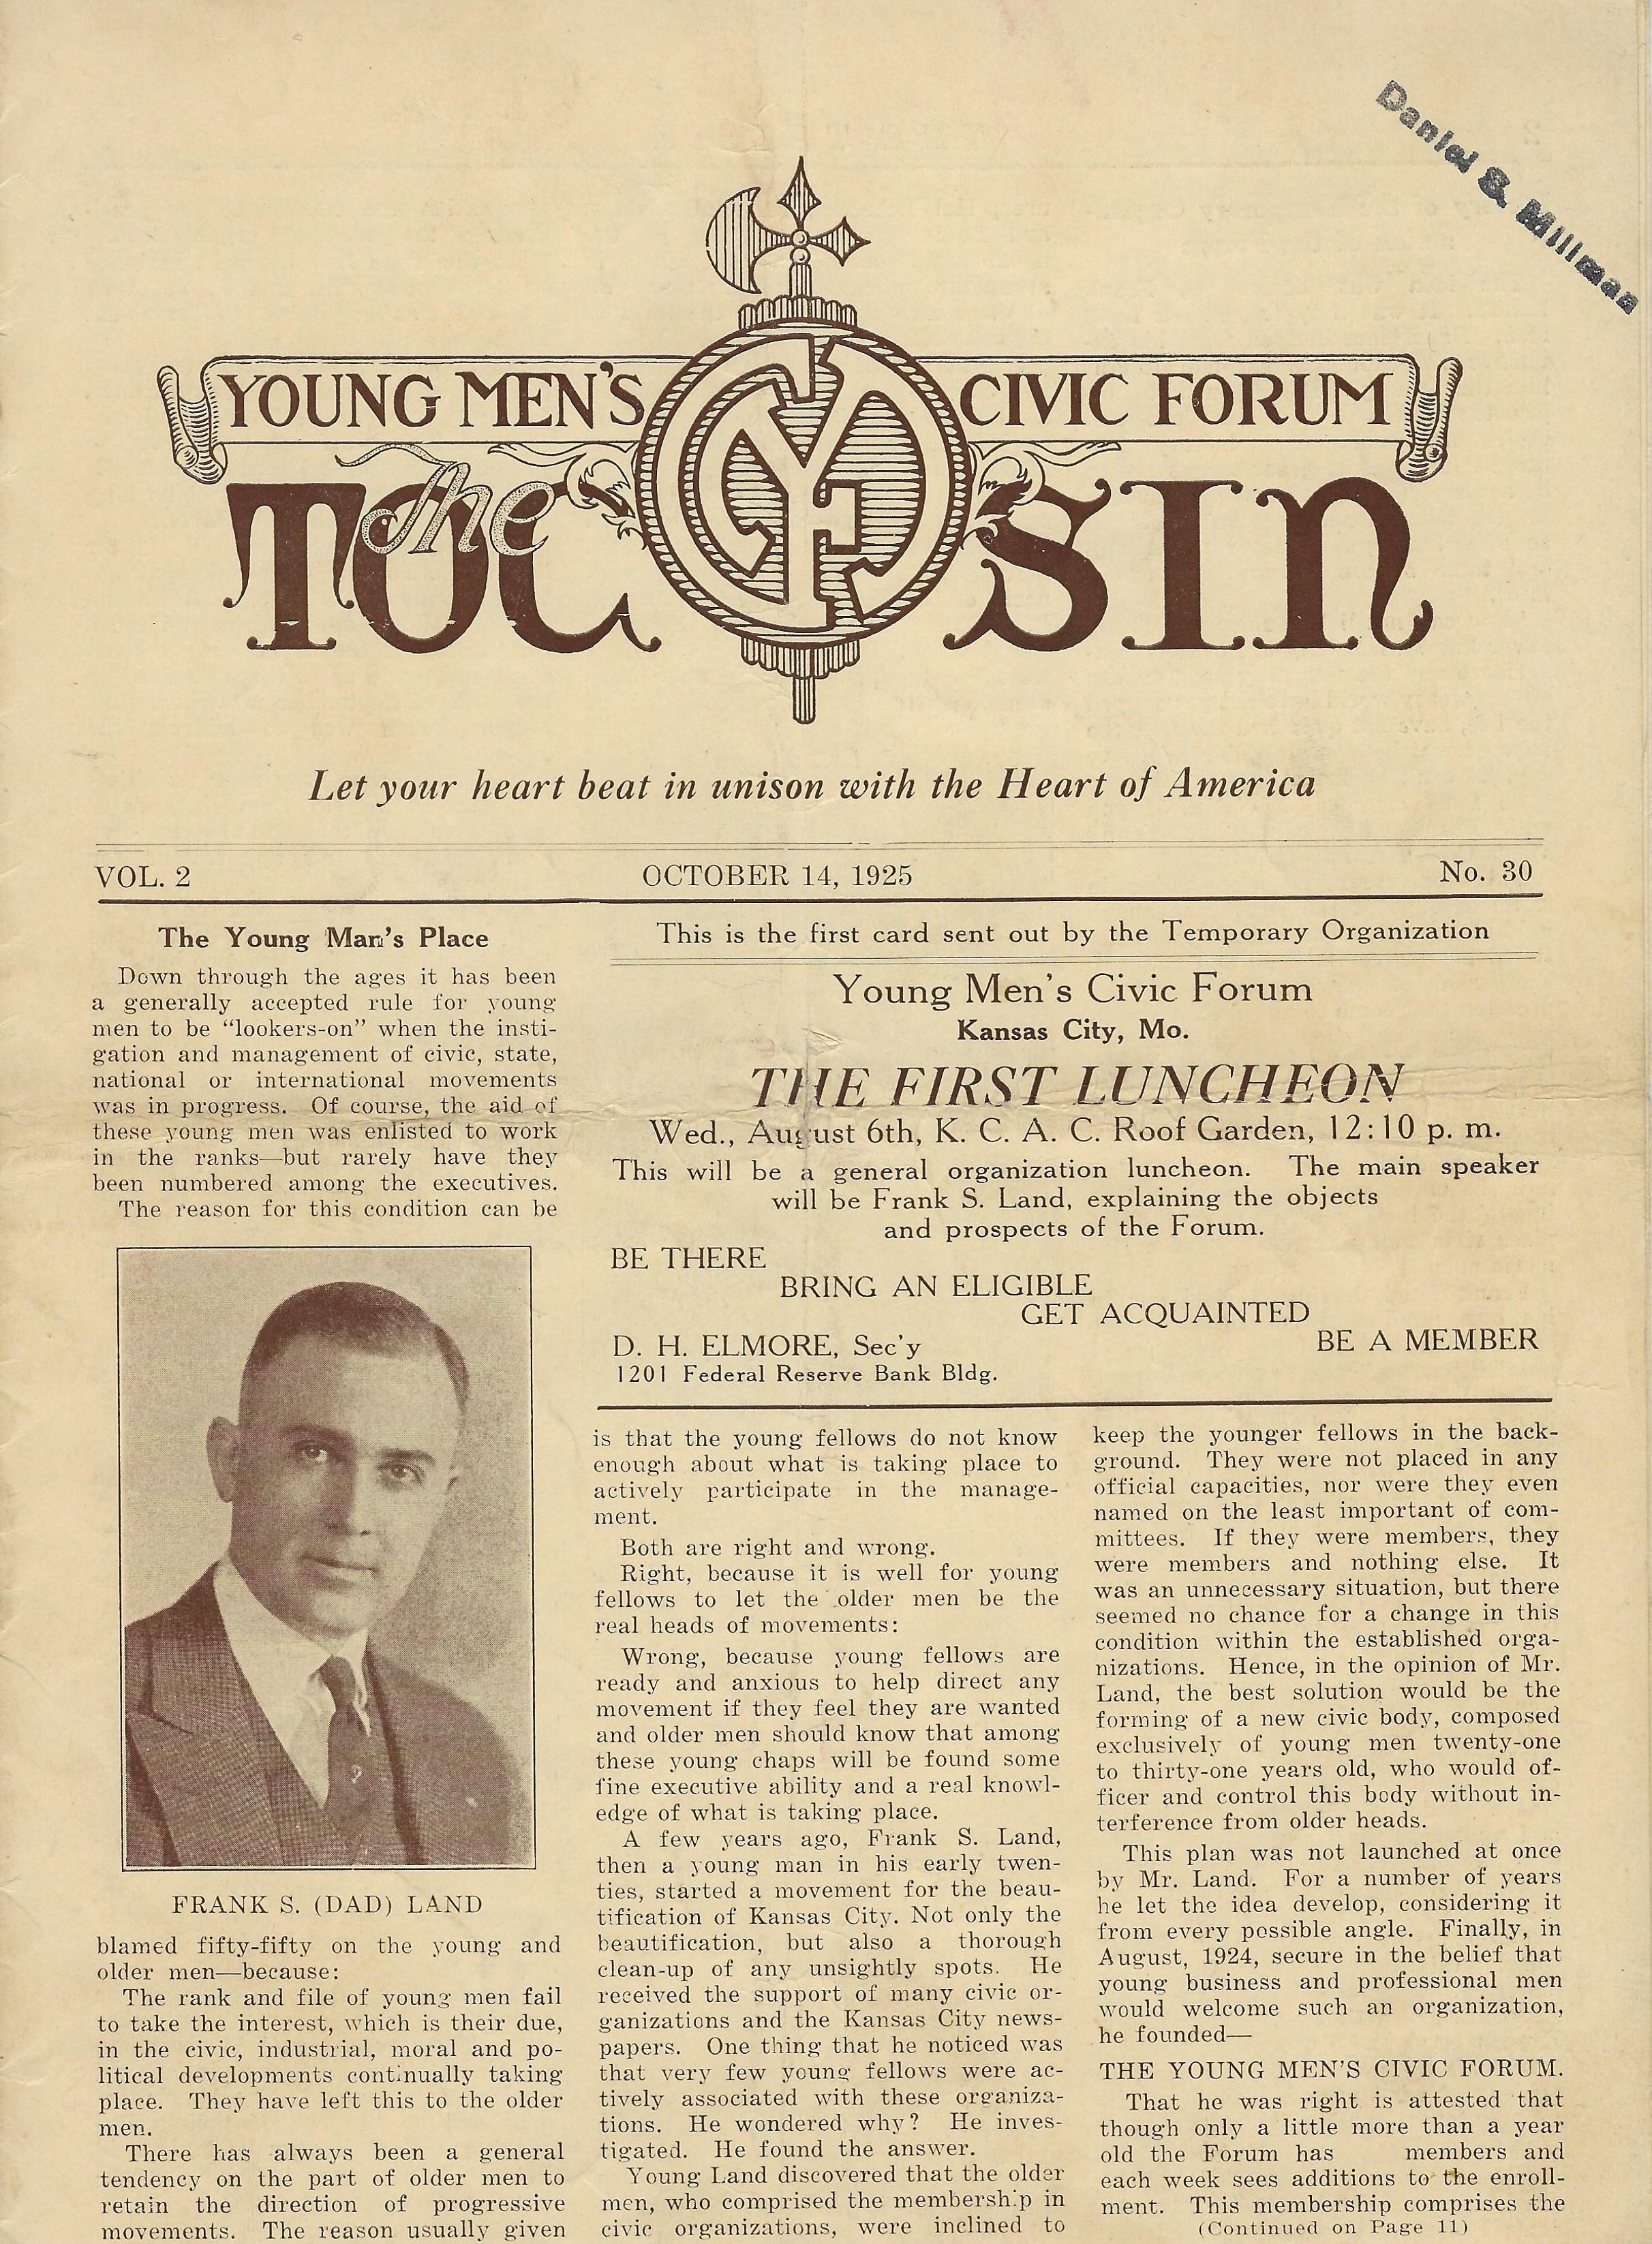 Daniel S. Millman
YOUNG MEN'S CIVIC FORUM
The TOCSIN
Let your heart beat in unison with the Heart of America
VOL. 2 OCTOBER 14, 1925 No. 30
The Young Man's Place
Down through the ages it has been
a generally accepted rule for young
men to be “lookers-on” when the insti-
gation and management of civic, state,
national or international movements
was in progress. Of course, the aid of
these young men was enlisted to work
in the ranks—but rarely have they
been numbered among the executives.
The reason for this condition can be
FRANK S. (DAD) LAND
blamed fifty-fifty on the young and
older men—because:
The rank and file of young men fail
to take the interest, which is their due,
in the civic, industrial, moral and po-
litical developments continually taking
place. They have left this to the older
men.
There has always been a general
tendency on the part of older men to
retain the direction of progressive
movements. The reason usually given
This is the first card sent out by the Temporary Organization
Young Men's Civic Forum
Kansas City, Mo.
THE FIRST LUNCHEON
Wed., August 6th, K. C. A. C. Roof Garden, 12:10 p. m.
This will be a general organization luncheon. The main speaker
will be Frank S. Land, explaining the objects
and prospects of the Forum.
BE THERE
BRING AN ELIGIBLE
GET ACQUAINTED
BE A MEMBER
D. H. ELMORE, Sec'y
1201 Federal Reserve Bank Bldg.
is that the young fellows do not know
enough about what is taking place to
actively participate in the manage-
ment.
Both are right and wrong.
Right, because it is well for young
fellows to let the older men be the
real heads of movements:
Wrong, because young fellows are
ready and anxious to help direct any
movement if they feel they are wanted
and older men should know that among
these young chaps will be found some
fine executive ability and a real knowl-
edge of what is taking place.
A few years ago, Frank S. Land,
then a young man in his early twen-
ties, started a movement for the beau-
tification of Kansas City. Not only the
beautification, but also a thorough
clean-up of any unsightly spots. He
received the support of many civic or-
ganizations and the Kansas City news-
papers. One thing that he noticed was
that very few young fellows were ac-
tively associated with these organiza-
tions. He wondered why? He inves-
tigated. He found the answer.
Young Land discovered that the older
men, who comprised the membership in
civic organizations, were inclined to
keep the younger fellows in the back-
ground. They were not placed in any
official capacities, nor were they even
named on the least important of com-
mittees. If they were members, they
were members and nothing else. It
was an unnecessary situation, but there
seemed no chance for a change in this
condition within the established orga-
nizations. Hence, in the opinion of Mr.
Land, the best solution would be the
forming of a new civic body, composed
exclusively of young men twenty-one
to thirty-one years old, who would of-
ficer and control this body without in-
terference from older heads.
This plan was not launched at once
by Mr. Land. For a number of years
he let the idea develop, considering it
from every possible angle. Finally, in
August, 1924, secure in the belief that
young business and professional men
would welcome such an organization,
he founded—
THE YOUNG MEN'S CIVIC FORUM.
That he was right is attested that
though only a little more than a year
old the Forum has members and
each week sees additions to the enroll-
ment. This membership comprises the
(Continued on Page 11)